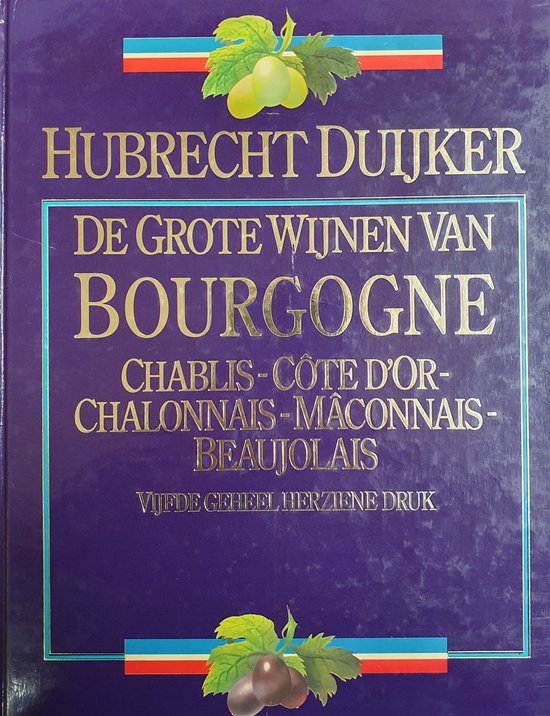 HUBRECHT DUIJKER
DE GROTE WIJNEN VAN
BOURGOGNE
CHABLIS - CÔTE D'OR -
CHALONNAIS - MÂCONNAIS -
BEAUJOLAIS
VIJFDE GEHEEL HERZIENE DRUK